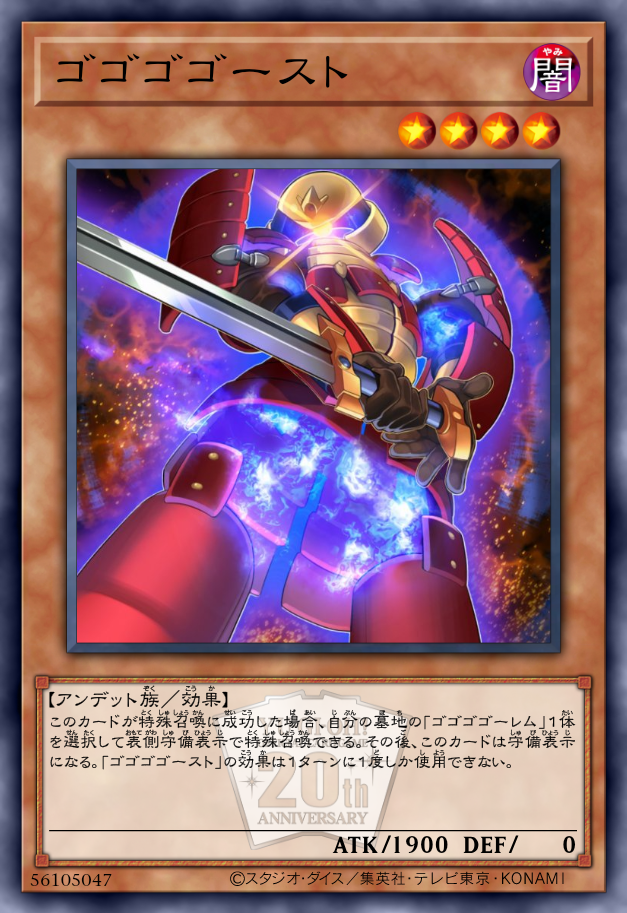 ゴゴゴゴースト
やみ
闇
【アンデット族／効果】
このカードが特殊召喚に成功した場合、自分の墓地の「ゴゴゴゴーレム」1体
を選択して表側守備表示で特殊召喚できる。その後、このカードは守備表示
になる。「ゴゴゴゴースト」の効果は1ターンに1度しか使用できない。
20th
ANNIVERSARY
ATK/1900 DEF/ 0
56105047
©スタジオ・ダイス／集英社・テレビ東京・KONAMI